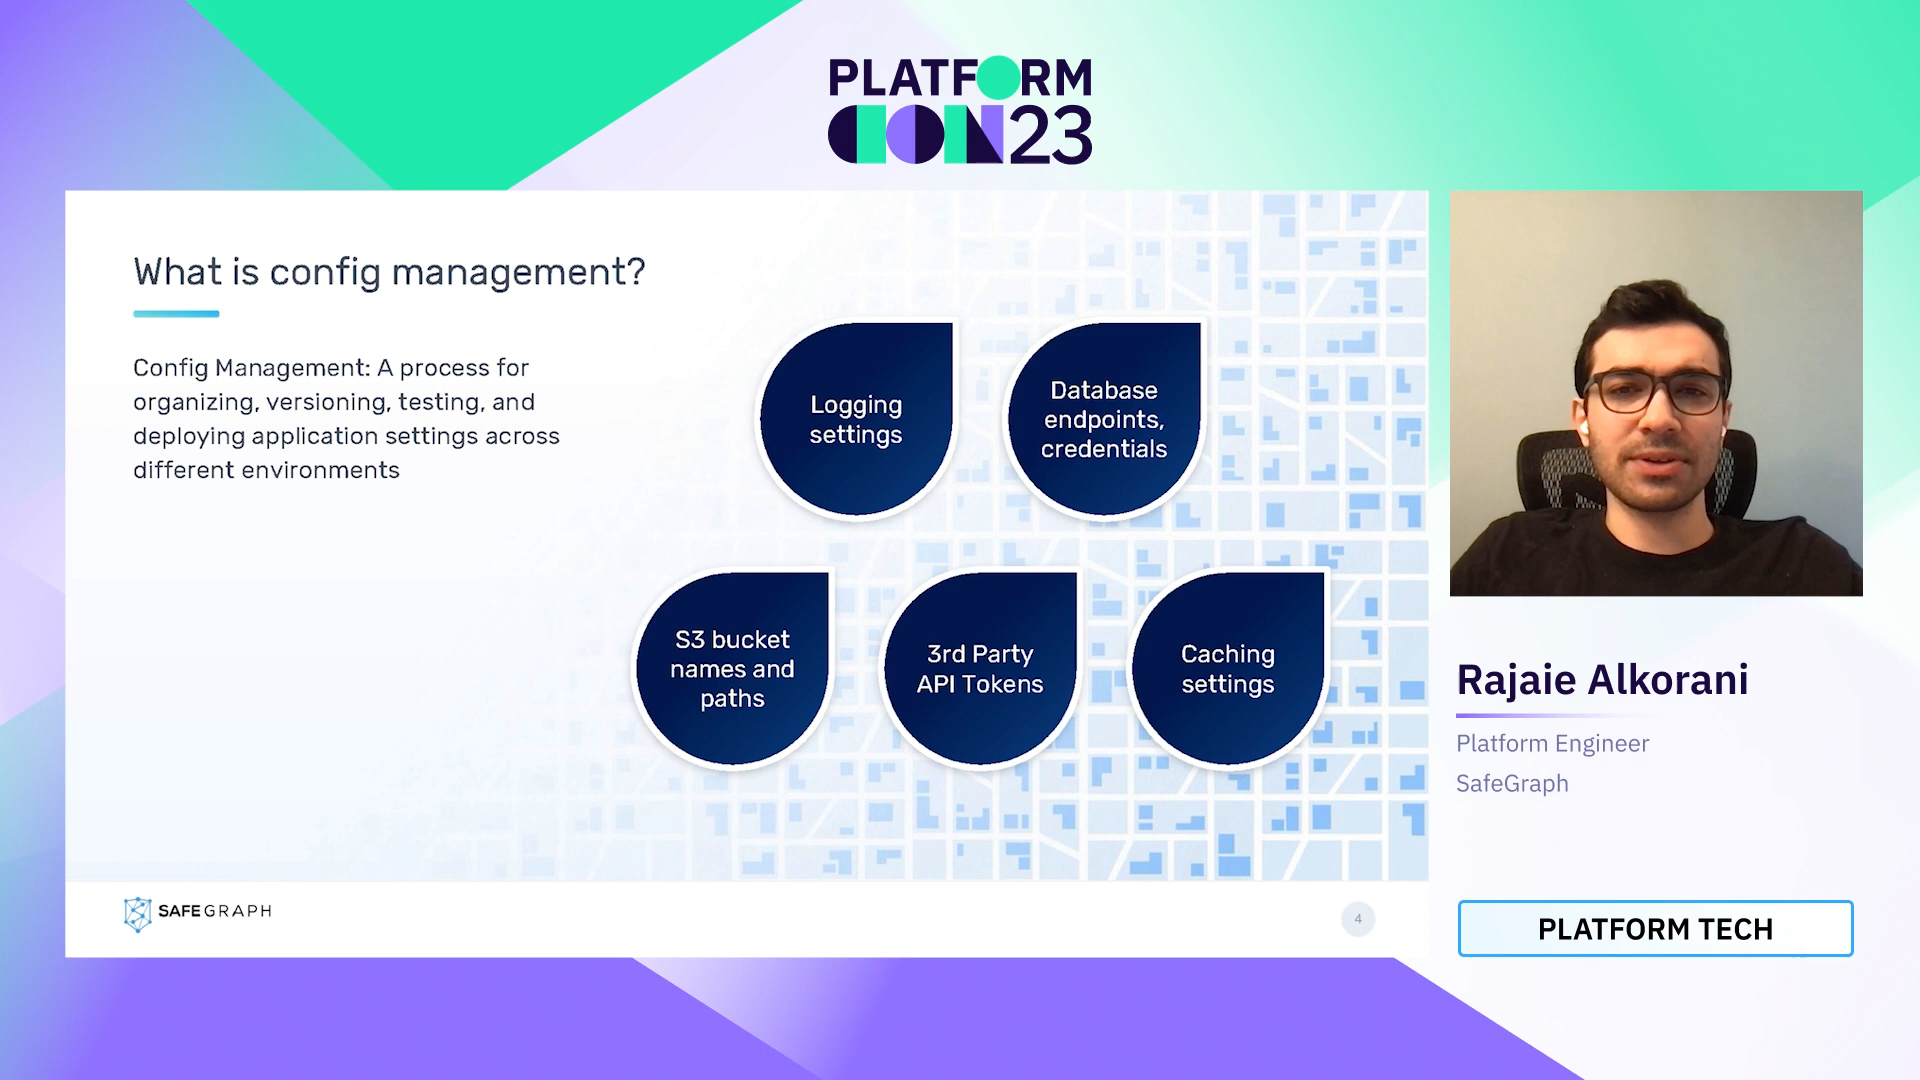 PLATFORM
CON23
What is config management?
Config Management: A process for
organizing, versioning, testing, and
deploying application settings across
different environments
Logging
settings
Database
endpoints,
credentials
S3 bucket
names and
paths
3rd Party
API Tokens
Caching
settings
SAFEGRAPH
4
Rajaie Alkorani
Platform Engineer
SafeGraph
PLATFORM TECH